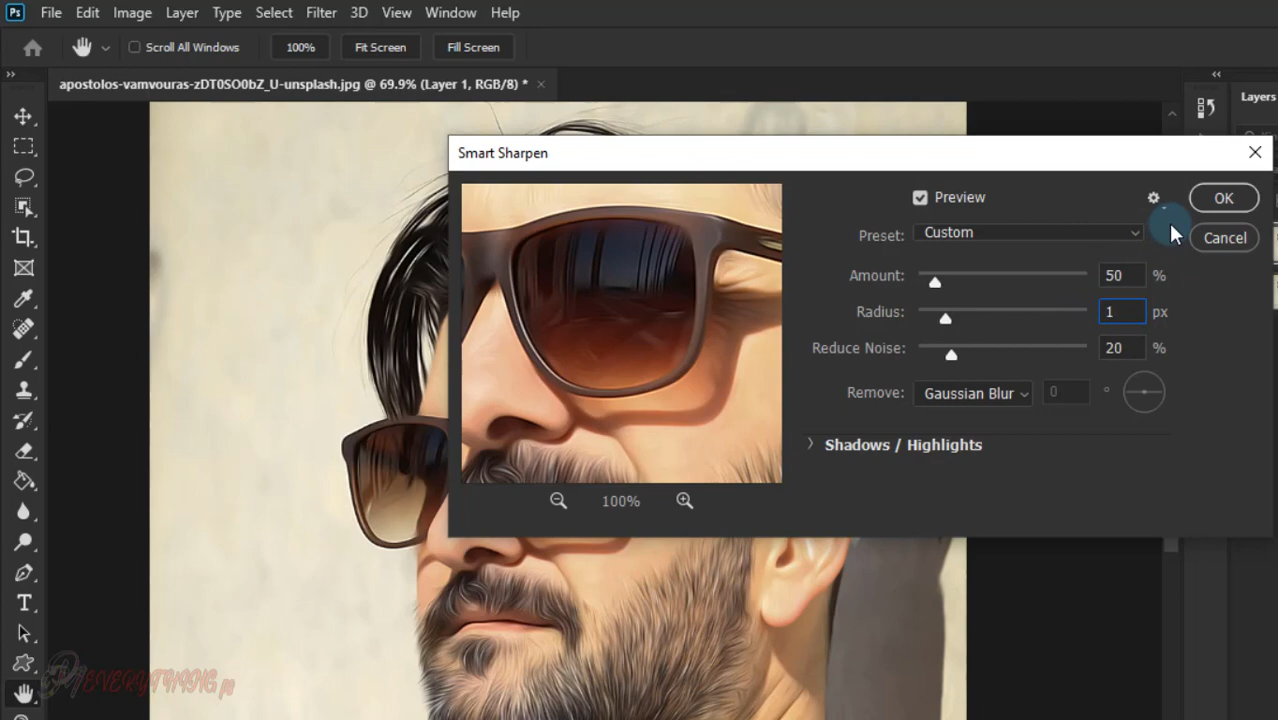 Ps File Edit Image Layer Type Select Filter 3D View Window Help
Scroll All Windows 100% Fit Screen Fill Screen
apostolos-vamvouras-zDT0SO0bZ_U-unsplash.jpg @ 69.9% (Layer 1, RGB/8) *
Layers
Smart Sharpen
Preview
OK
Preset: Custom
Cancel
Amount: 50 %
Radius: 1 px
Reduce Noise: 20 %
Remove: Gaussian Blur 0 °
Shadows / Highlights
100%
EVERYTHING